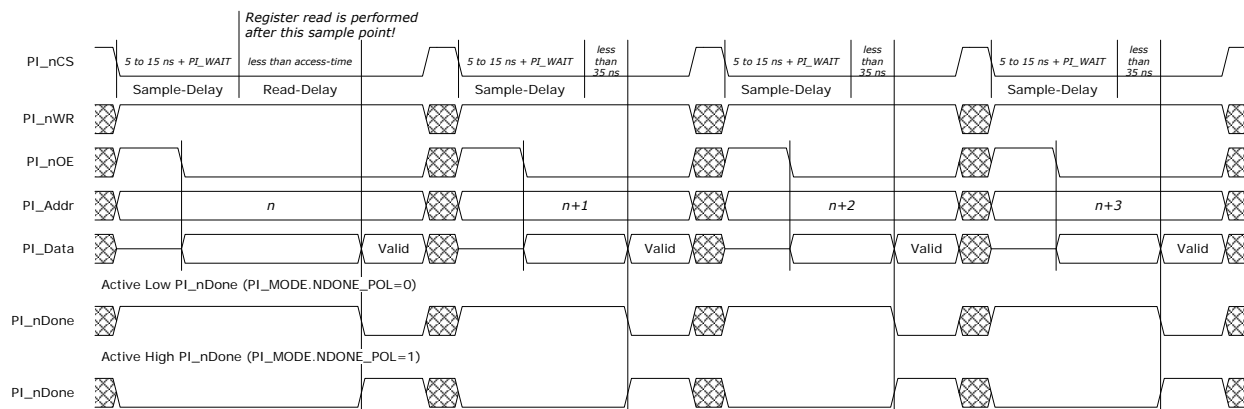 Register read is performed
after this sample point!
PI_nCS
5 to 15 ns + PI_WAIT
less than access-time
5 to 15 ns + PI_WAIT
less
than
35 ns
5 to 15 ns + PI_WAIT
less
than
35 ns
5 to 15 ns + PI_WAIT
less
than
35 ns
Sample-Delay
Read-Delay
Sample-Delay
Sample-Delay
Sample-Delay
PI_nWR
PI_nOE
PI_Addr
n
n+1
n+2
n+3
PI_Data
Valid
Valid
Valid
Valid
Active Low PI_nDone (PI_MODE.NDONE_POL=0)
PI_nDone
Active High PI_nDone (PI_MODE.NDONE_POL=1)
PI_nDone